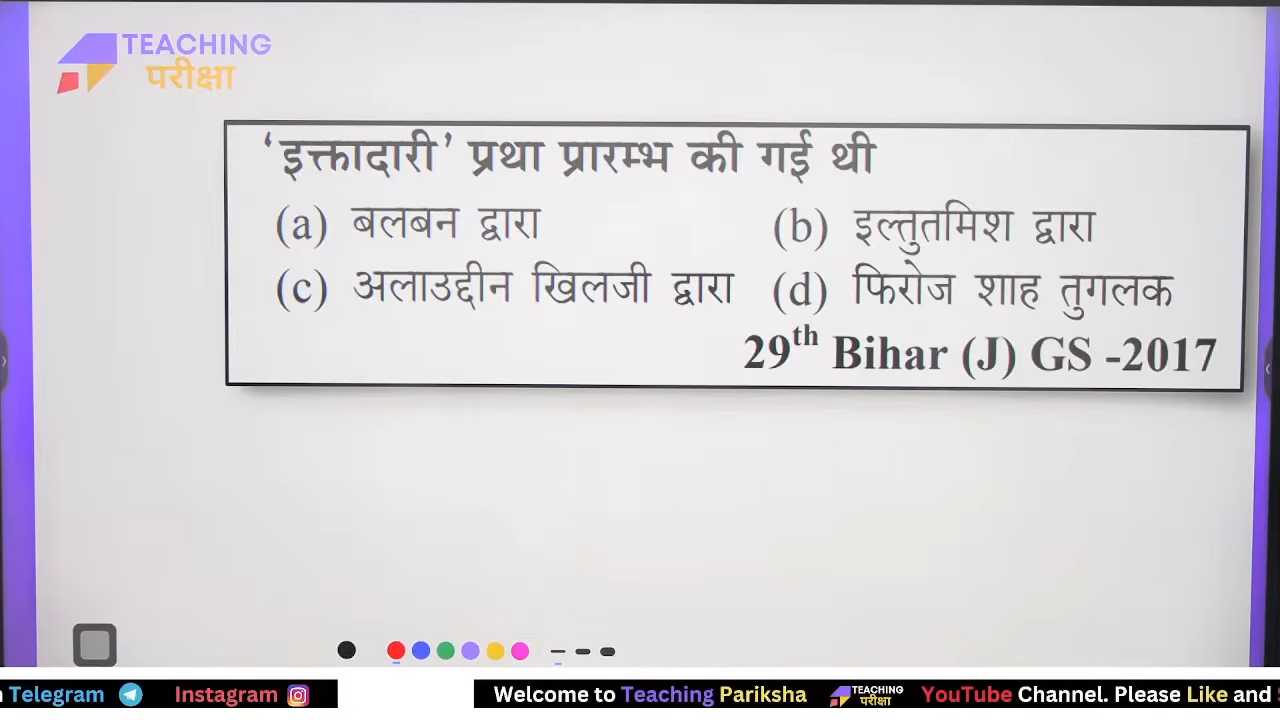 TEACHING
परीक्षा
‘इक्तादारी’ प्रथा प्रारम्भ की गई थी
(a) बलबन द्वारा (b) इल्तुतमिश द्वारा
(c) अलाउद्दीन खिलजी द्वारा (d) फिरोज शाह तुगलक
29th Bihar (J) GS -2017
Telegram Instagram Welcome to Teaching Pariksha TEACHING परीक्षा YouTube Channel. Please Like and